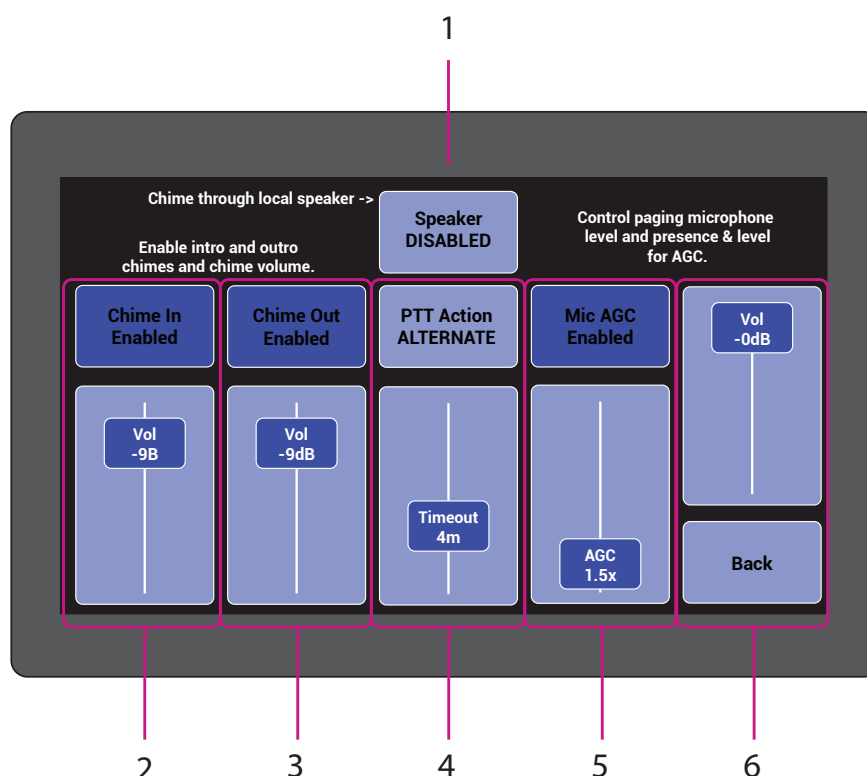 1
Chime through local speaker ->
Speaker
DISABLED
Control paging microphone
level and presence & level
for AGC.
Enable intro and outro
chimes and chime volume.
Chime In
Enabled
Chime Out
Enabled
PTT Action
ALTERNATE
Mic AGC
Enabled
Vol
-0dB
Vol
-9B
Vol
-9dB
Timeout
4m
AGC
1.5x
Back
2
3
4
5
6